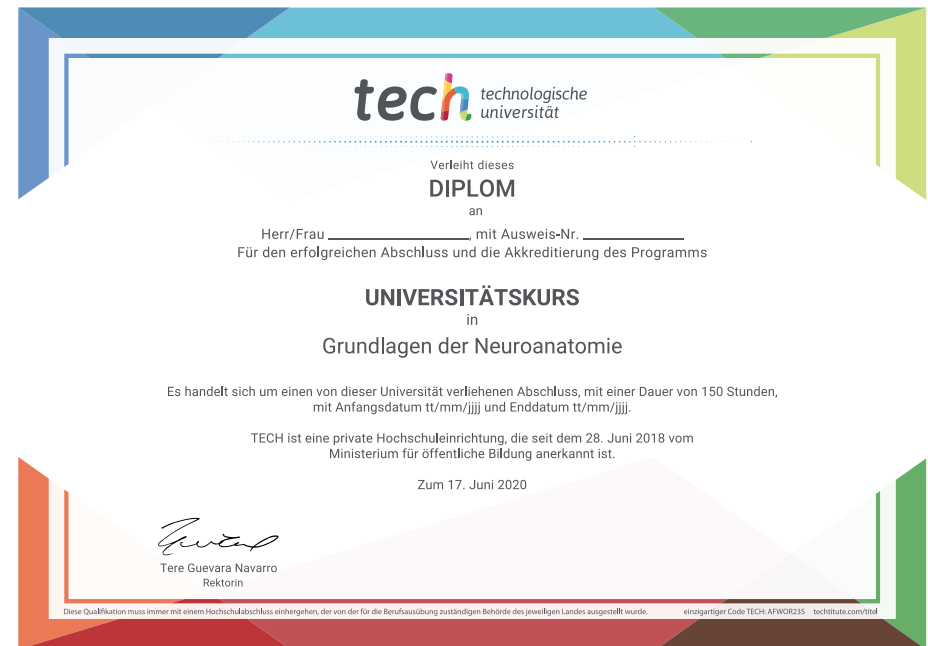 tech technologische
universität
Verleiht dieses
DIPLOM
an
Herr/Frau ____________________, mit Ausweis-Nr. ______________
Für den erfolgreichen Abschluss und die Akkreditierung des Programms
UNIVERSITÄTSKURS
in
Grundlagen der Neuroanatomie
Es handelt sich um einen von dieser Universität verliehenen Abschluss, mit einer Dauer von 150 Stunden,
mit Anfangsdatum tt/mm/jjjj und Enddatum tt/mm/jjjj.
TECH ist eine private Hochschuleinrichtung, die seit dem 28. Juni 2018 vom
Ministerium für öffentliche Bildung anerkannt ist.
Zum 17. Juni 2020
Tere Guevara Navarro
Rektorin
Diese Qualifikation muss immer mit einem Hochschulabschluss einhergehen, der von der für die Berufsausübung zuständigen Behörde des jeweiligen Landes ausgestellt wurde. einzigartiger Code TECH: AFWOR23S techtitute.com/titel